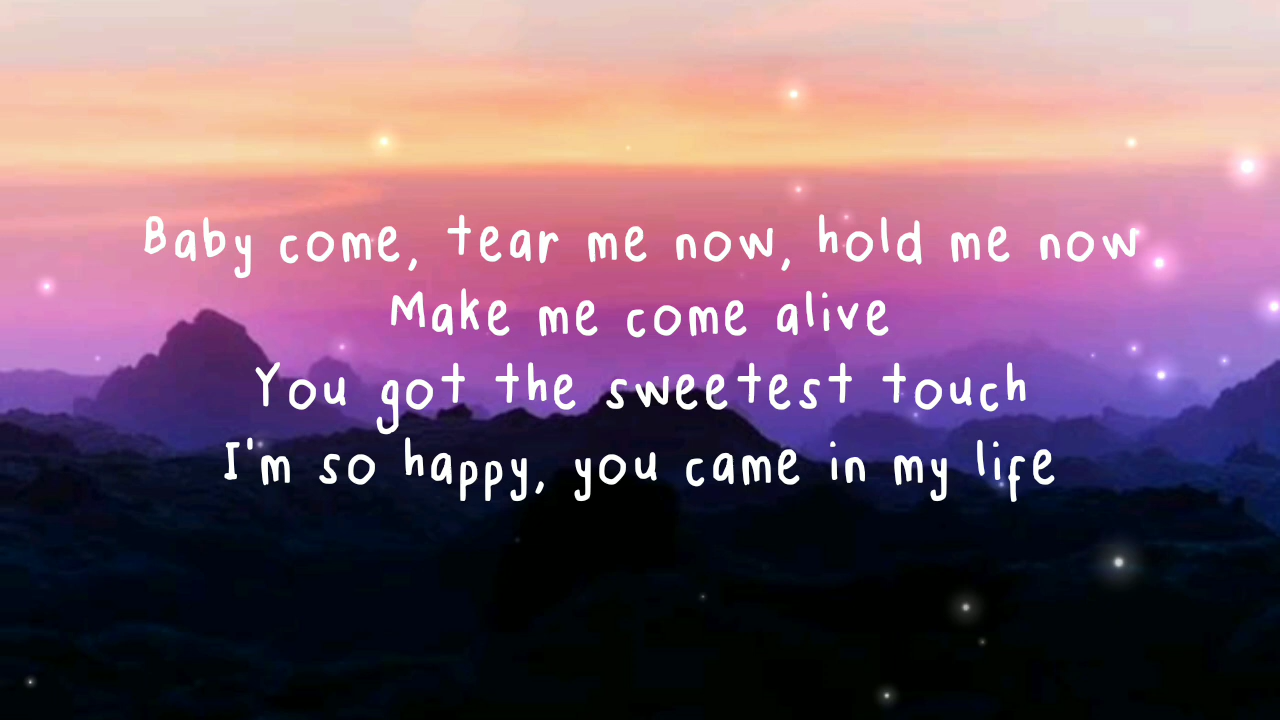 Baby come, tear me now, hold me now
Make me come alive
You got the sweetest touch
I'm so happy, you came in my life